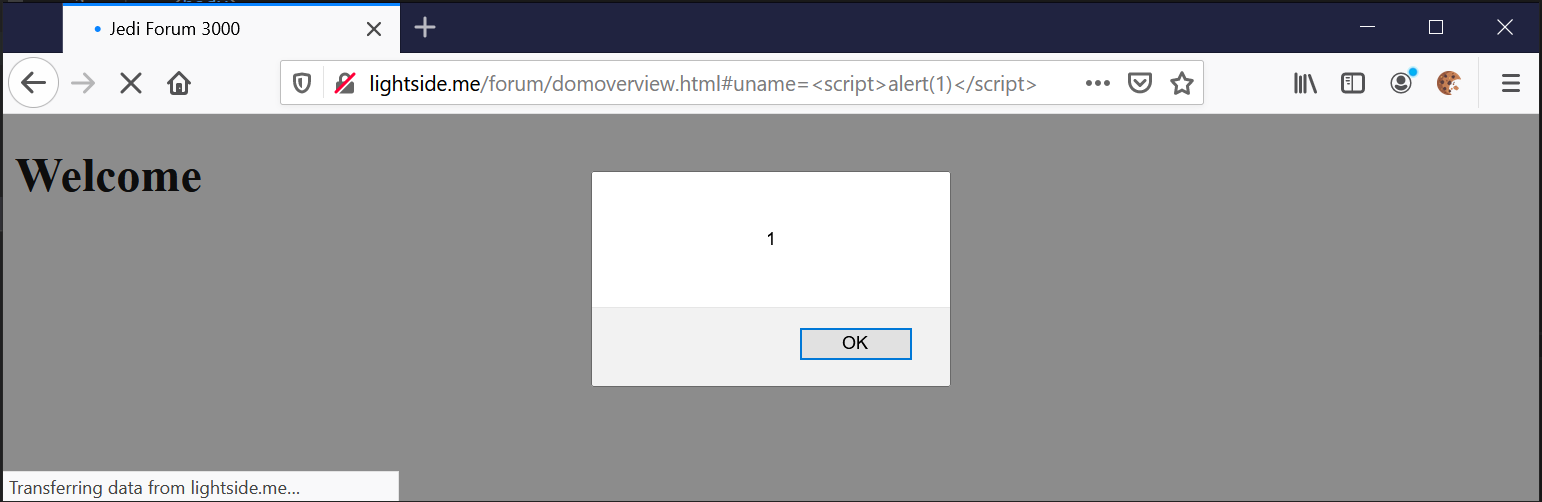 Jedi Forum 3000
lightside.me/forum/domoverview.html#uname=<script>alert(1)</script>
Welcome
1
OK
Transferring data from lightside.me...